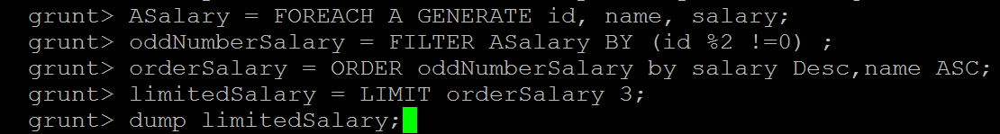 grunt> ASalary = FOREACH A GENERATE id, name, salary;
grunt> oddNumberSalary = FILTER ASalary BY (id %2 !=0) ;
grunt> orderSalary = ORDER oddNumberSalary by salary Desc,name ASC;
grunt> limitedSalary = LIMIT orderSalary 3;
grunt> dump limitedSalary;